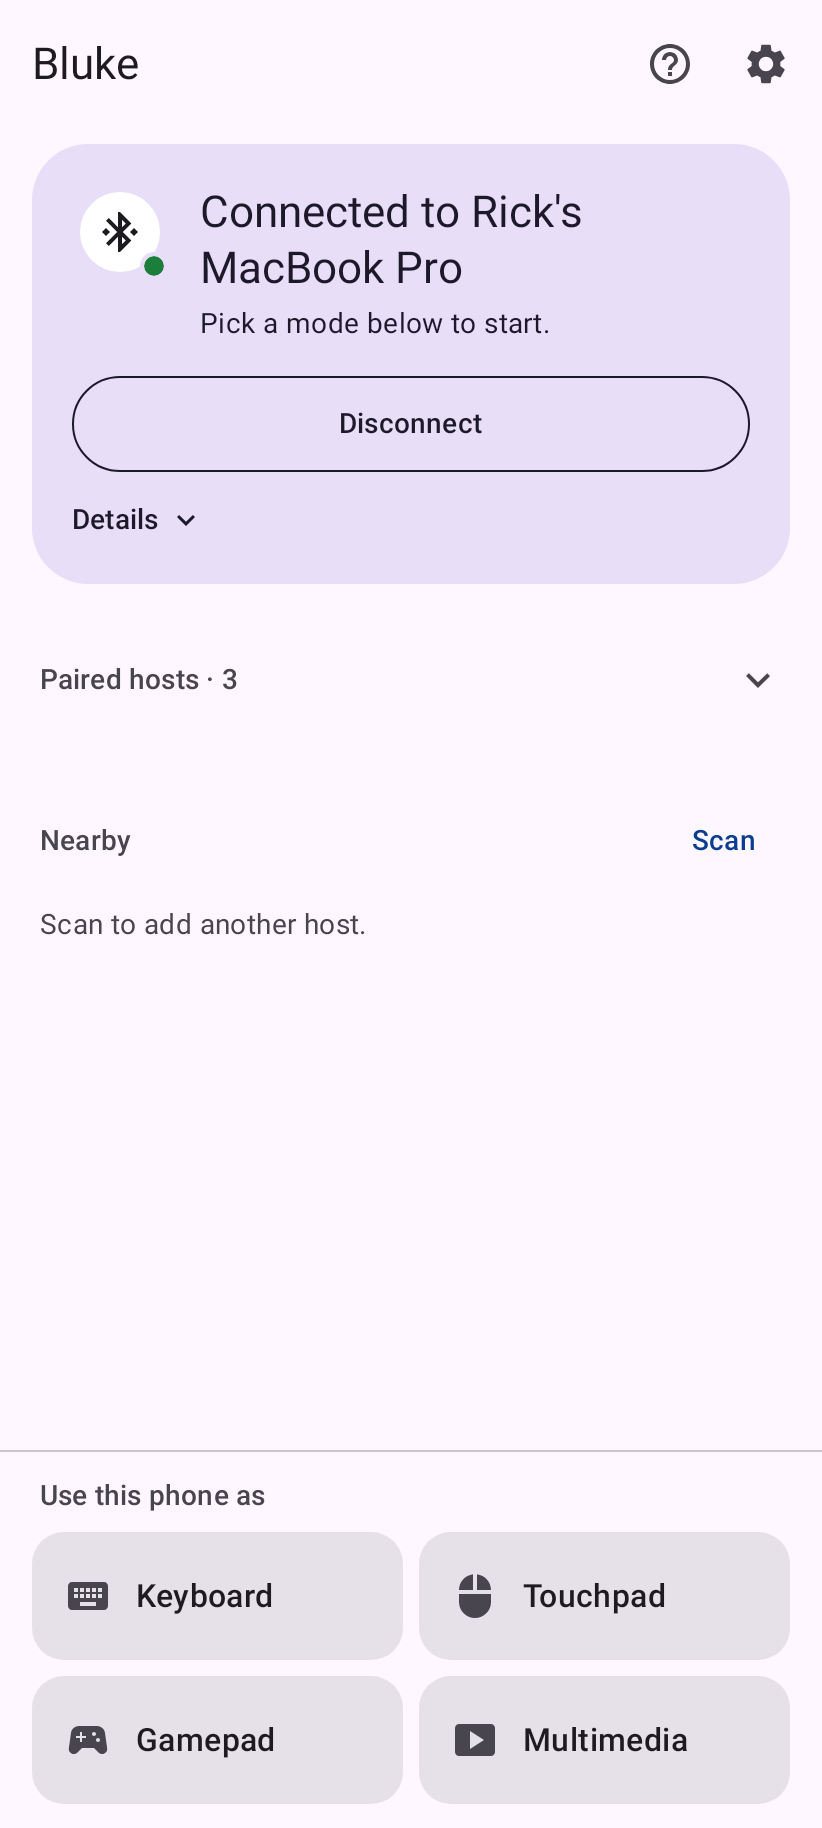 Bluke
Connected to Rick's
MacBook Pro
Pick a mode below to start.
Disconnect
Details
Paired hosts · 3
Nearby
Scan
Scan to add another host.
Use this phone as
Keyboard
Touchpad
Gamepad
Multimedia